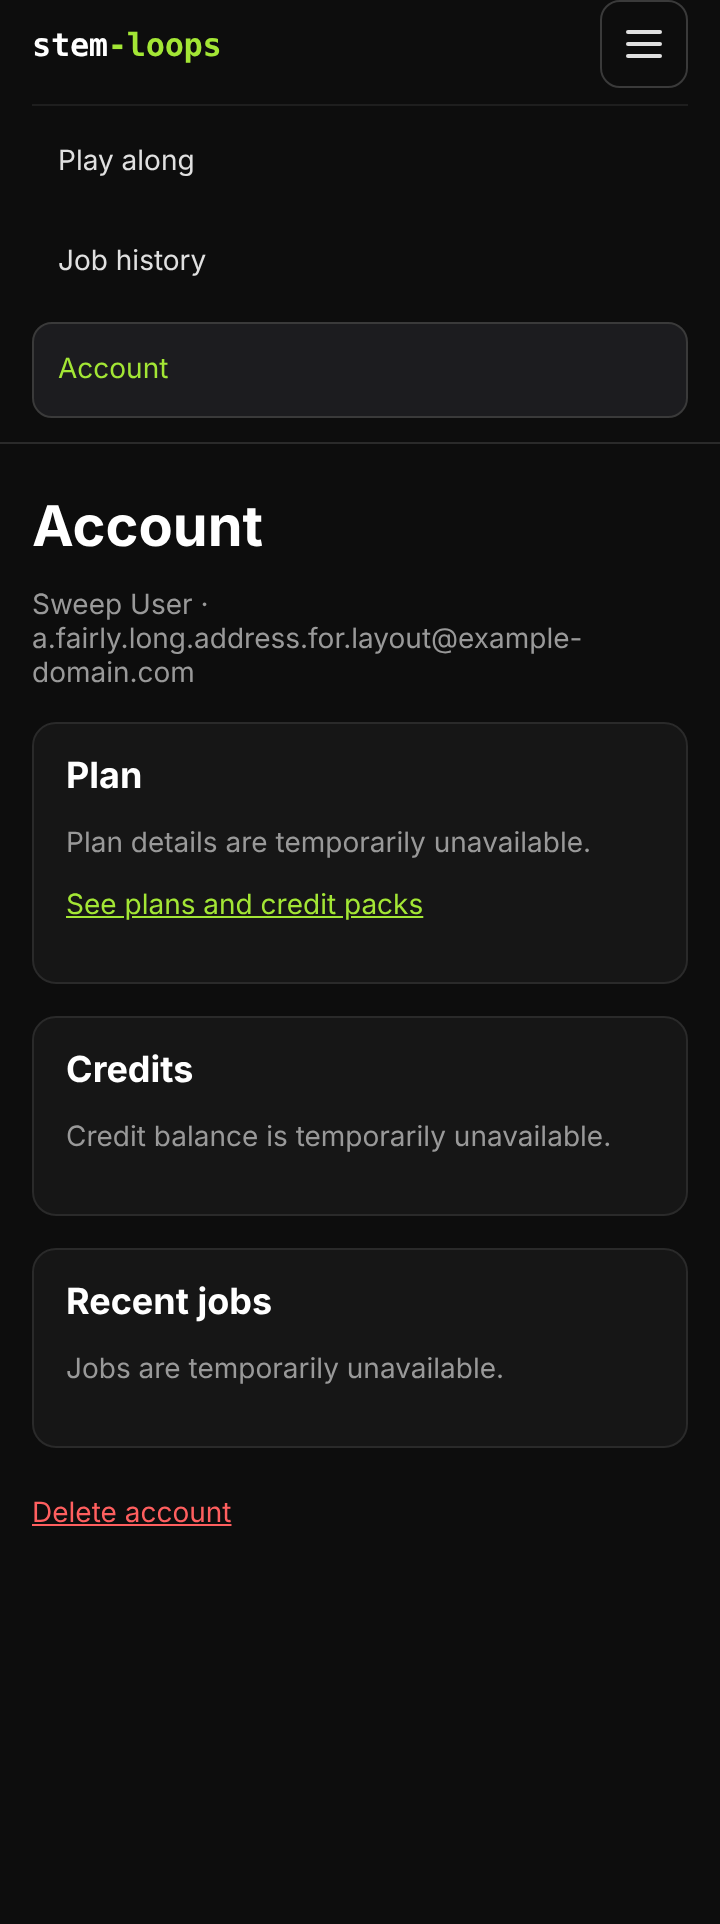 stem-loops
Play along
Job history
Account
Account
Sweep User ·
a.fairly.long.address.for.layout@example-
domain.com
Plan
Plan details are temporarily unavailable.
See plans and credit packs
Credits
Credit balance is temporarily unavailable.
Recent jobs
Jobs are temporarily unavailable.
Delete account